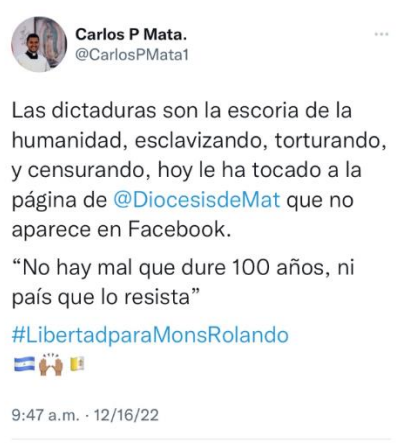 Carlos P Mata.
@CarlosPMata1
Las dictaduras son la escoria de la
humanidad, esclavizando, torturando,
y censurando, hoy le ha tocado a la
página de @DiocesisdeMat que no
aparece en Facebook.
“No hay mal que dure 100 años, ni
país que lo resista”
#LibertadparaMonsRolando
9:47 a.m. · 12/16/22